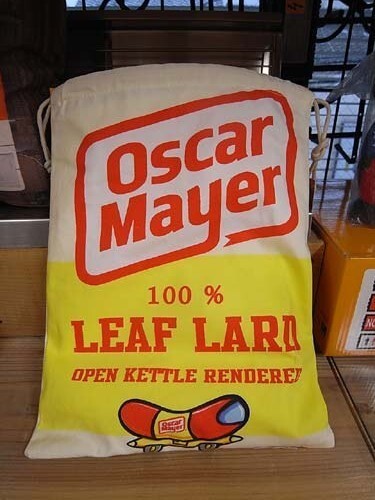 Oscar
Mayer
100 %
LEAF LARD
OPEN KETTLE RENDERED
Oscar
Mayer